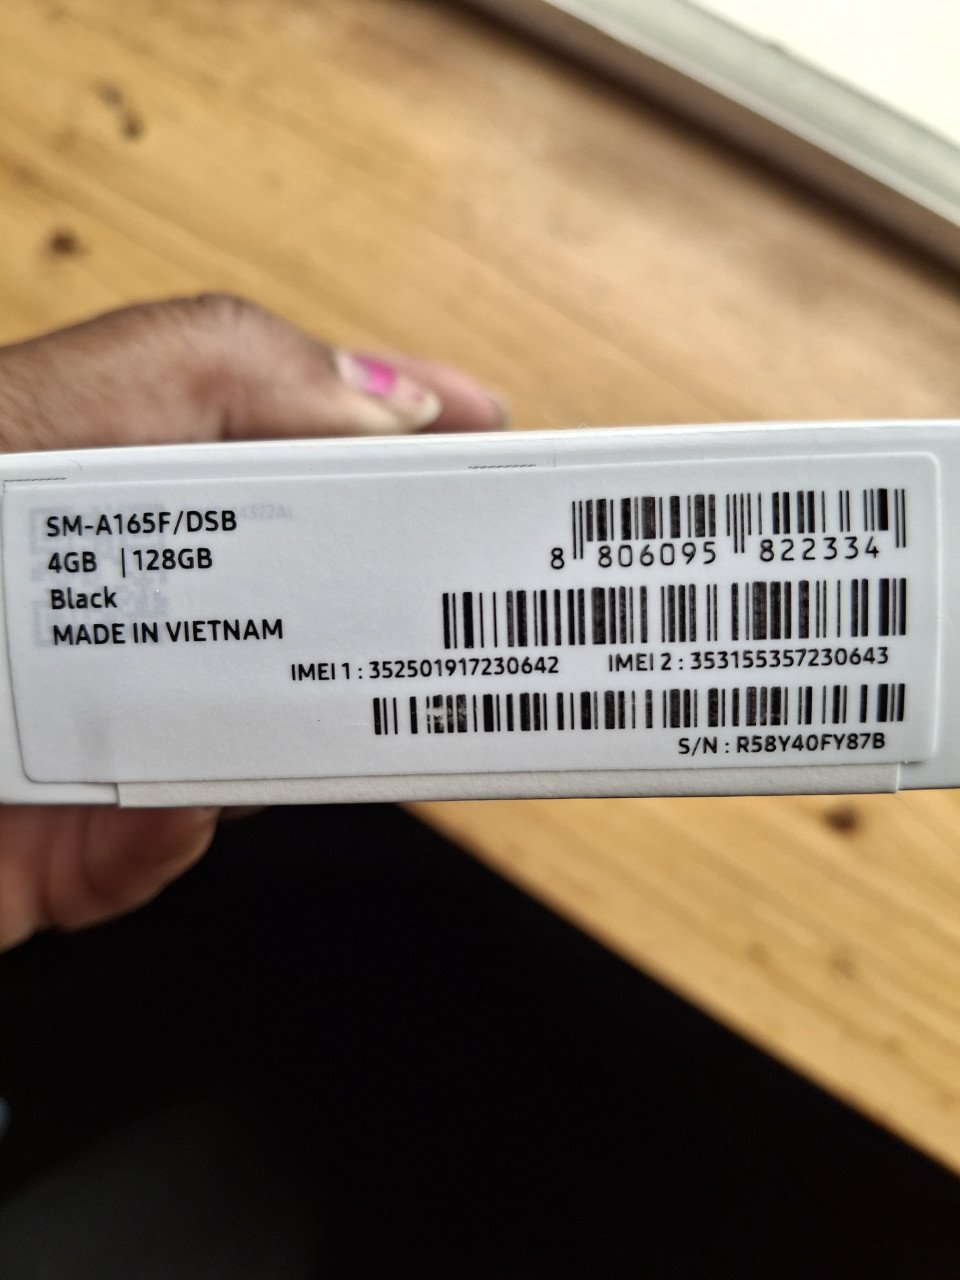 SM-A165F/DSB
4GB | 128GB
Black
MADE IN VIETNAM
8 806095 822334
IMEI 1 : 352501917230642 IMEI 2 : 353155357230643
S/N : R58Y40FY87B